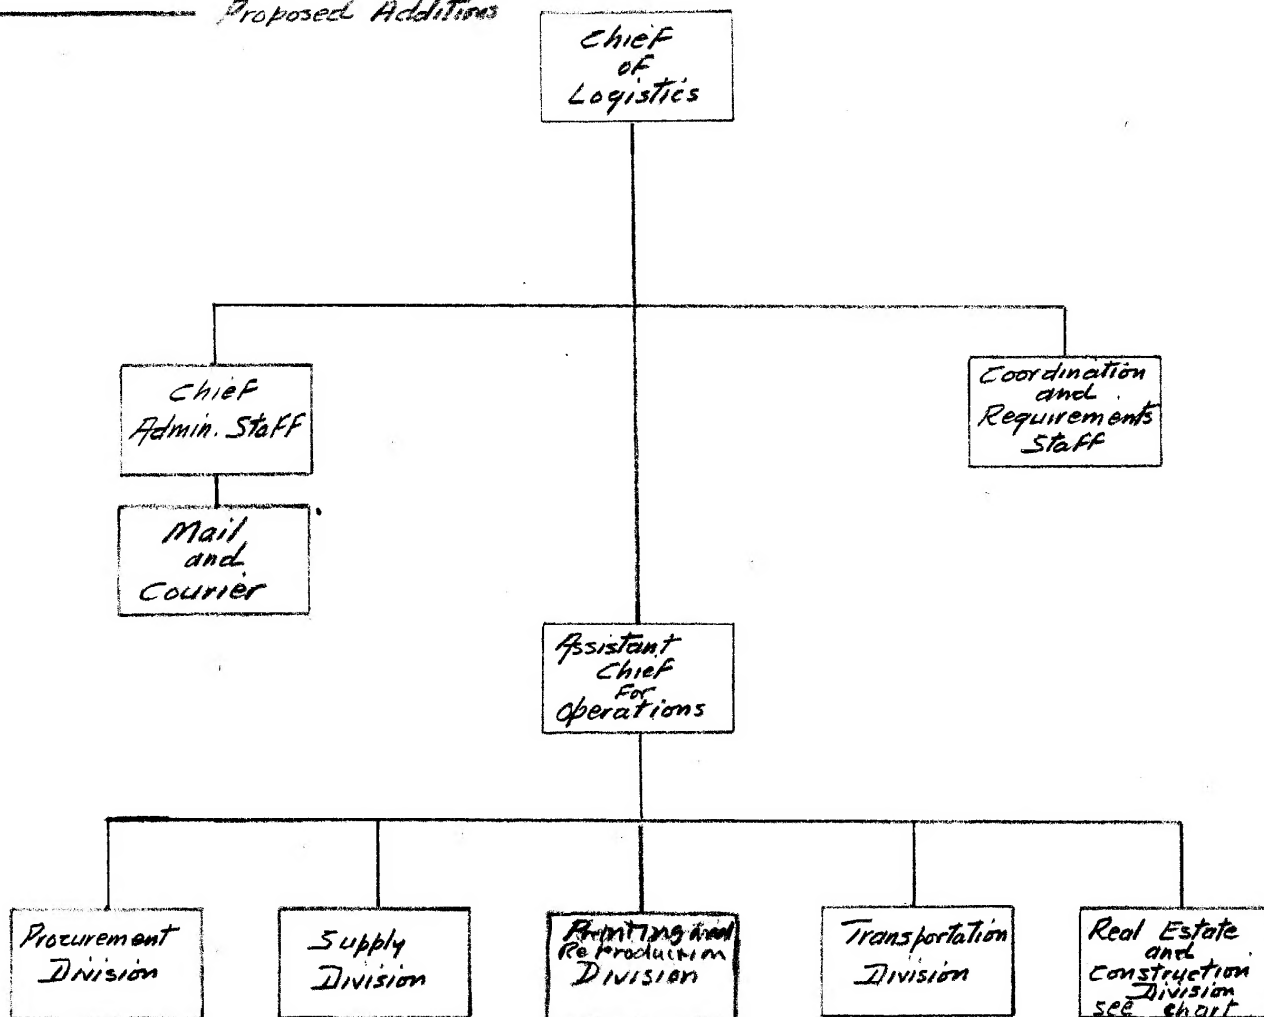 Proposed Additions
Chief
of
Logistics
Chief
Admin. Staff
Coordination
and
Requirements
Staff
Mail
and
Courier
Assistant
Chief
For
Operations
Procurement
Division
Supply
Division
Printing and
Reproduction
Division
Transportation
Division
Real Estate
and
Construction
Division
see chart